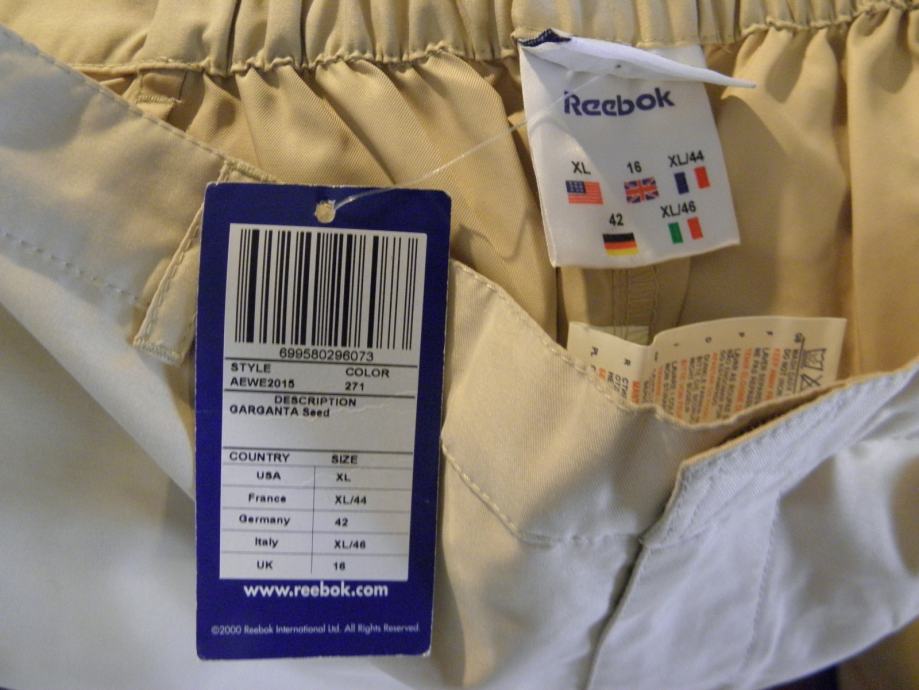 Reebok
XL 16 XL/44
42 XL/46
699580296073
STYLE COLOR
AEWE2015 271
DESCRIPTION
GARGANTA Seed
COUNTRY SIZE
USA XL
France XL/44
Germany 42
Italy XL/46
UK 16
www.reebok.com
©2000 Reebok International Ltd. All Rights Reserved.